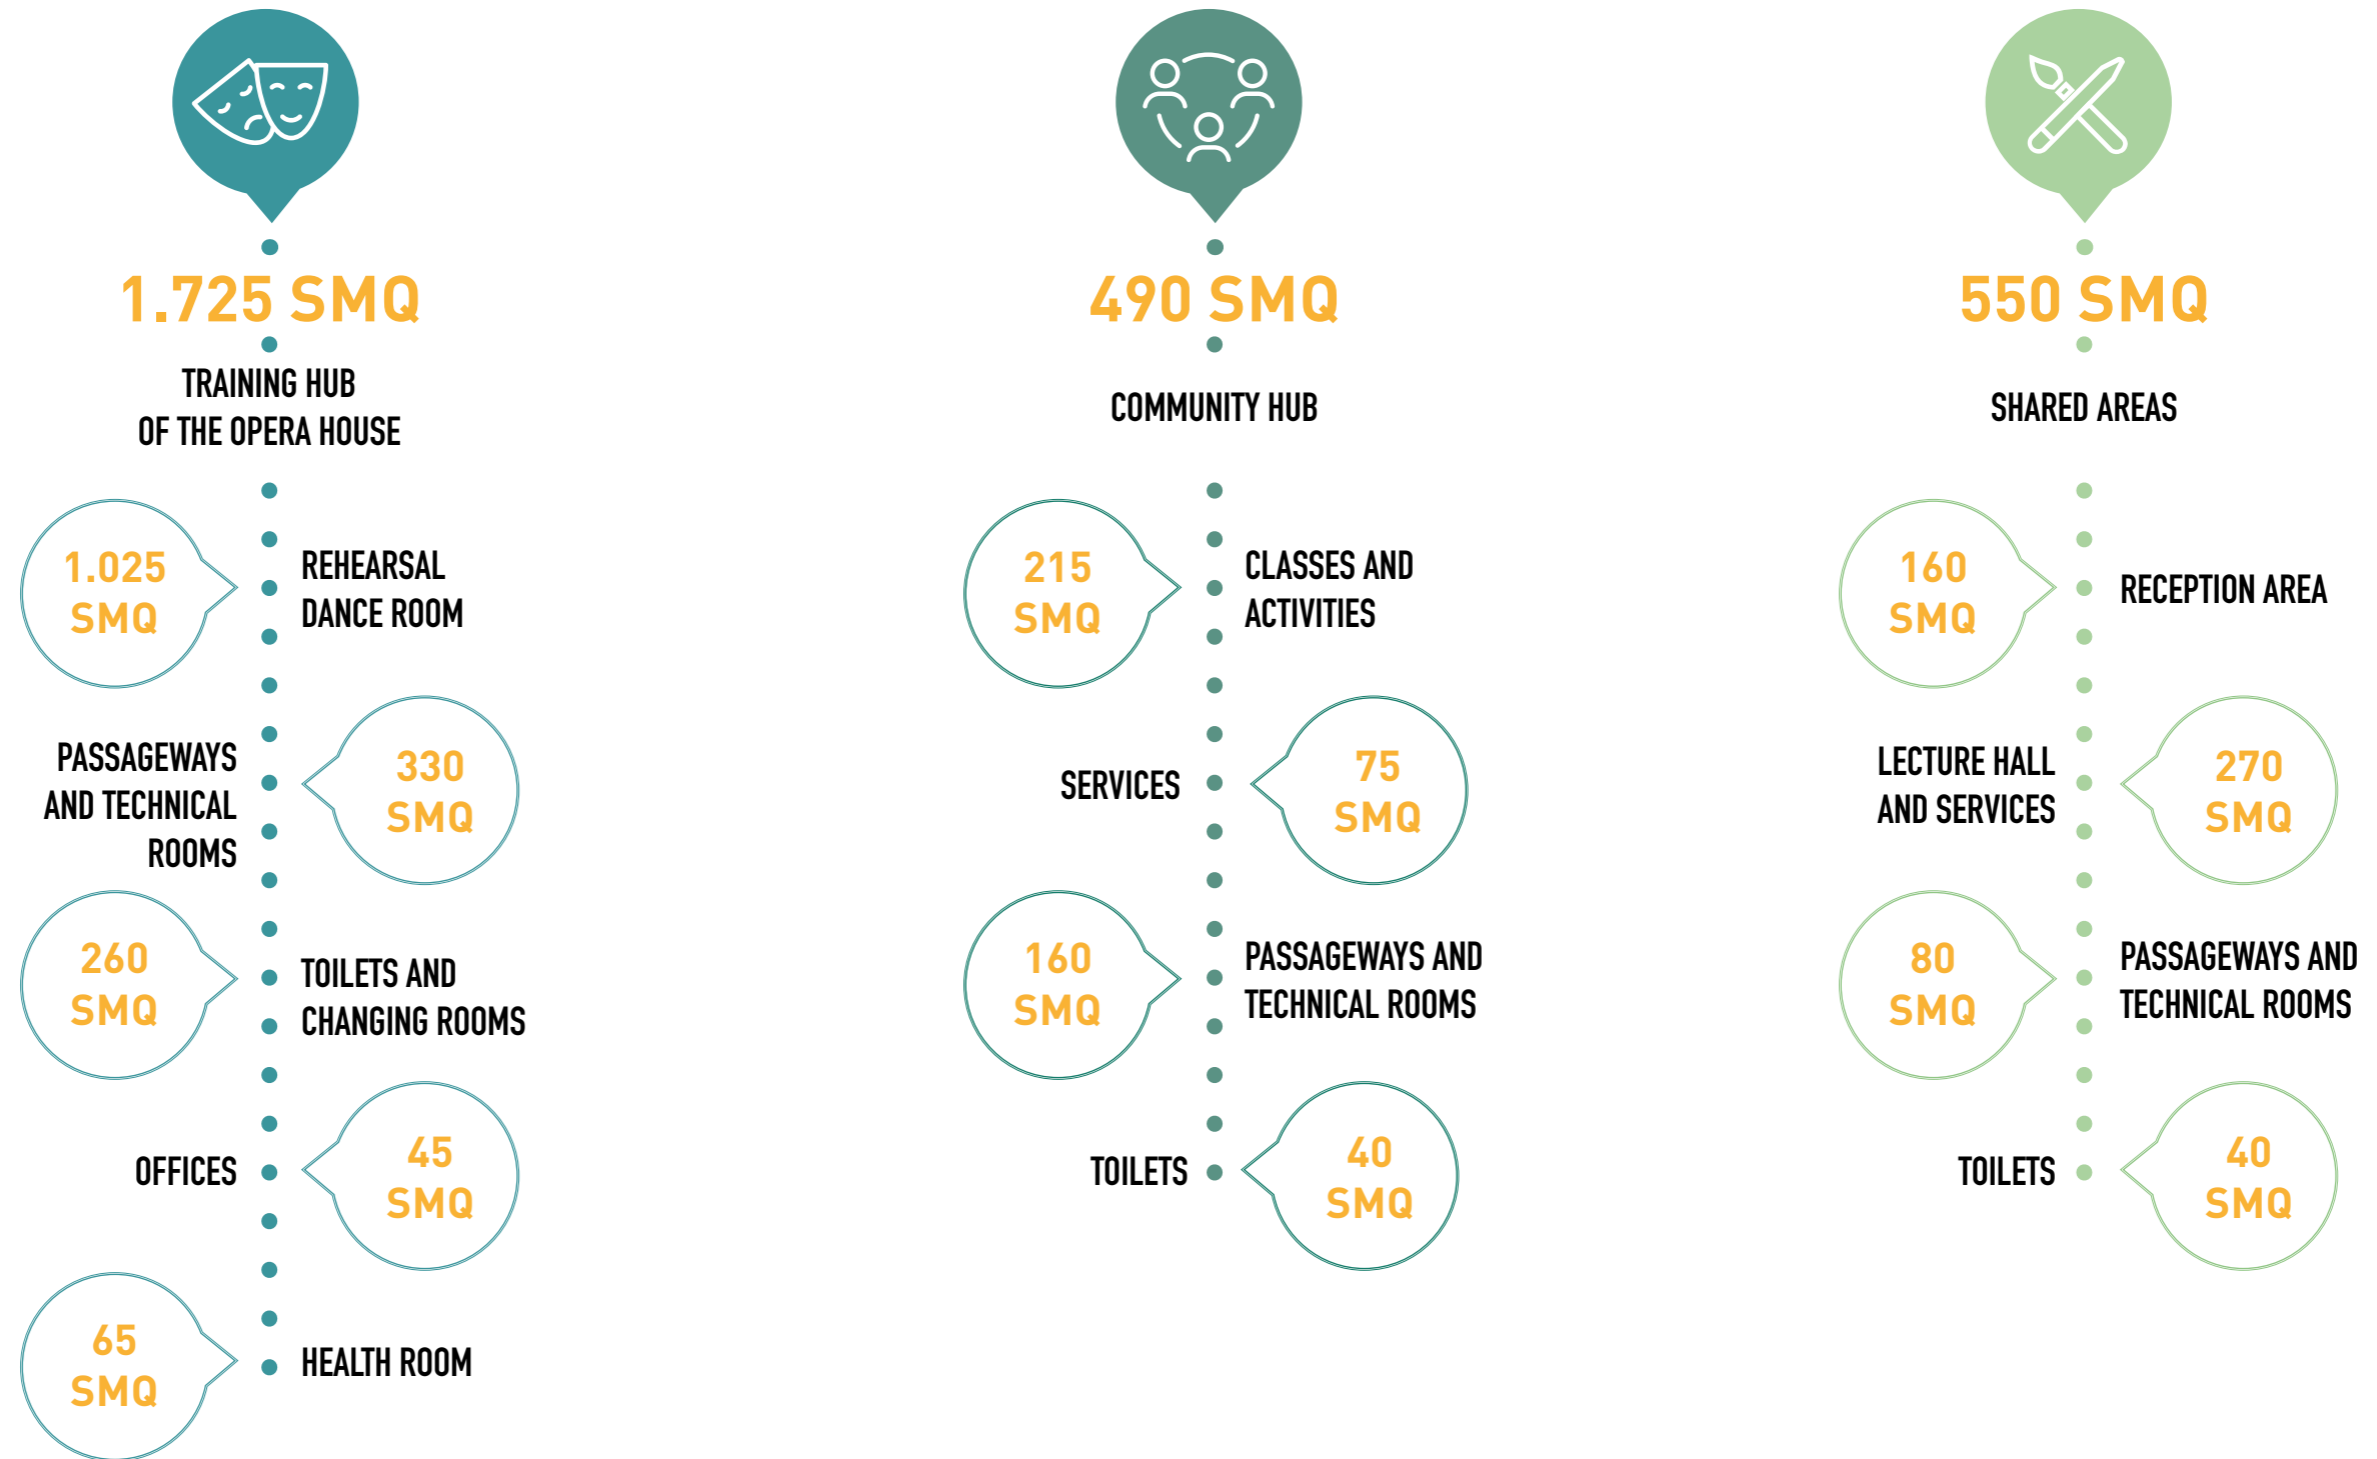 1.725 SMQ
TRAINING HUB
OF THE OPERA HOUSE
1.025
SMQ
REHEARSAL
DANCE ROOM
PASSAGEWAYS
AND TECHNICAL
ROOMS
330
SMQ
260
SMQ
TOILETS AND
CHANGING ROOMS
OFFICES
45
SMQ
65
SMQ
HEALTH ROOM
490 SMQ
COMMUNITY HUB
215
SMQ
CLASSES AND
ACTIVITIES
SERVICES
75
SMQ
160
SMQ
PASSAGEWAYS AND
TECHNICAL ROOMS
TOILETS
40
SMQ
550 SMQ
SHARED AREAS
160
SMQ
RECEPTION AREA
LECTURE HALL
AND SERVICES
270
SMQ
80
SMQ
PASSAGEWAYS AND
TECHNICAL ROOMS
TOILETS
40
SMQ